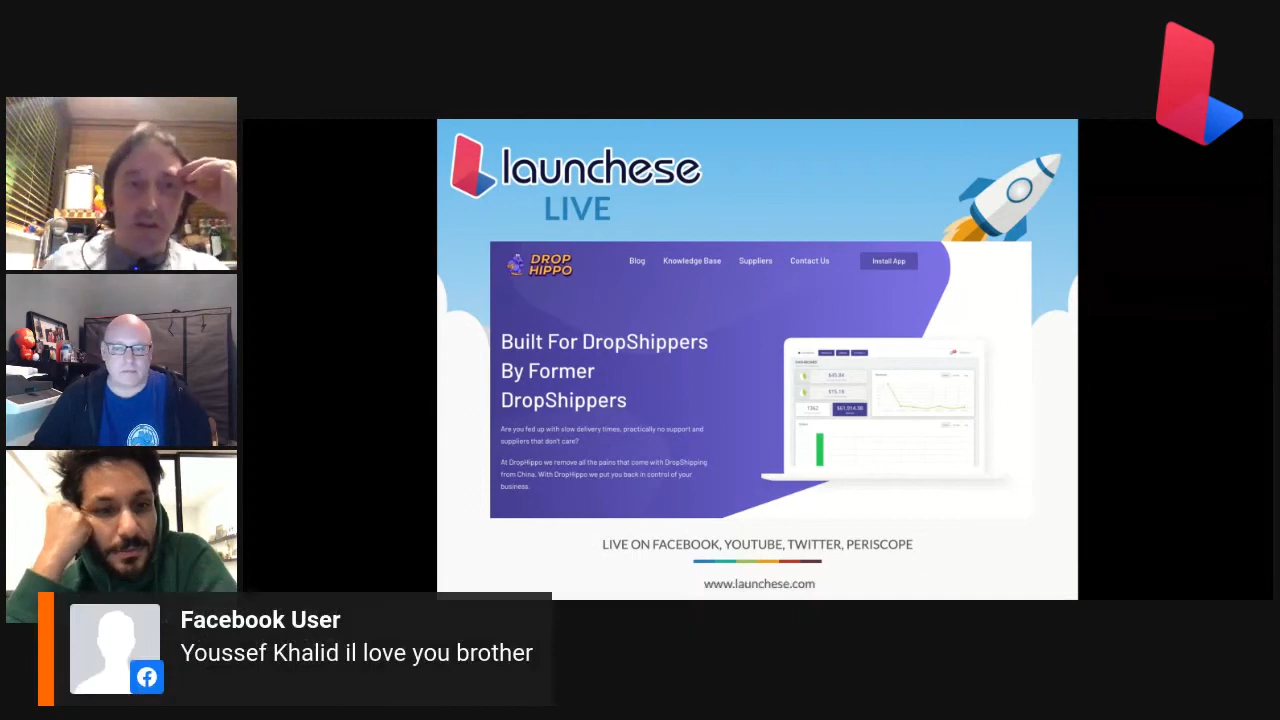 launchese
LIVE
DROP
HIPPO
Blog Knowledge Base Suppliers Contact Us Install App
Built For DropShippers
By Former
DropShippers
Are you fed up with slow delivery times, practically no support and
suppliers that don't care?
At DropHippo we remove all the pains that come with DropShipping
from China. With DropHippo we put you back in control of your
business.
LIVE ON FACEBOOK, YOUTUBE, TWITTER, PERISCOPE
www.launchese.com
Facebook User
Youssef Khalid il love you brother